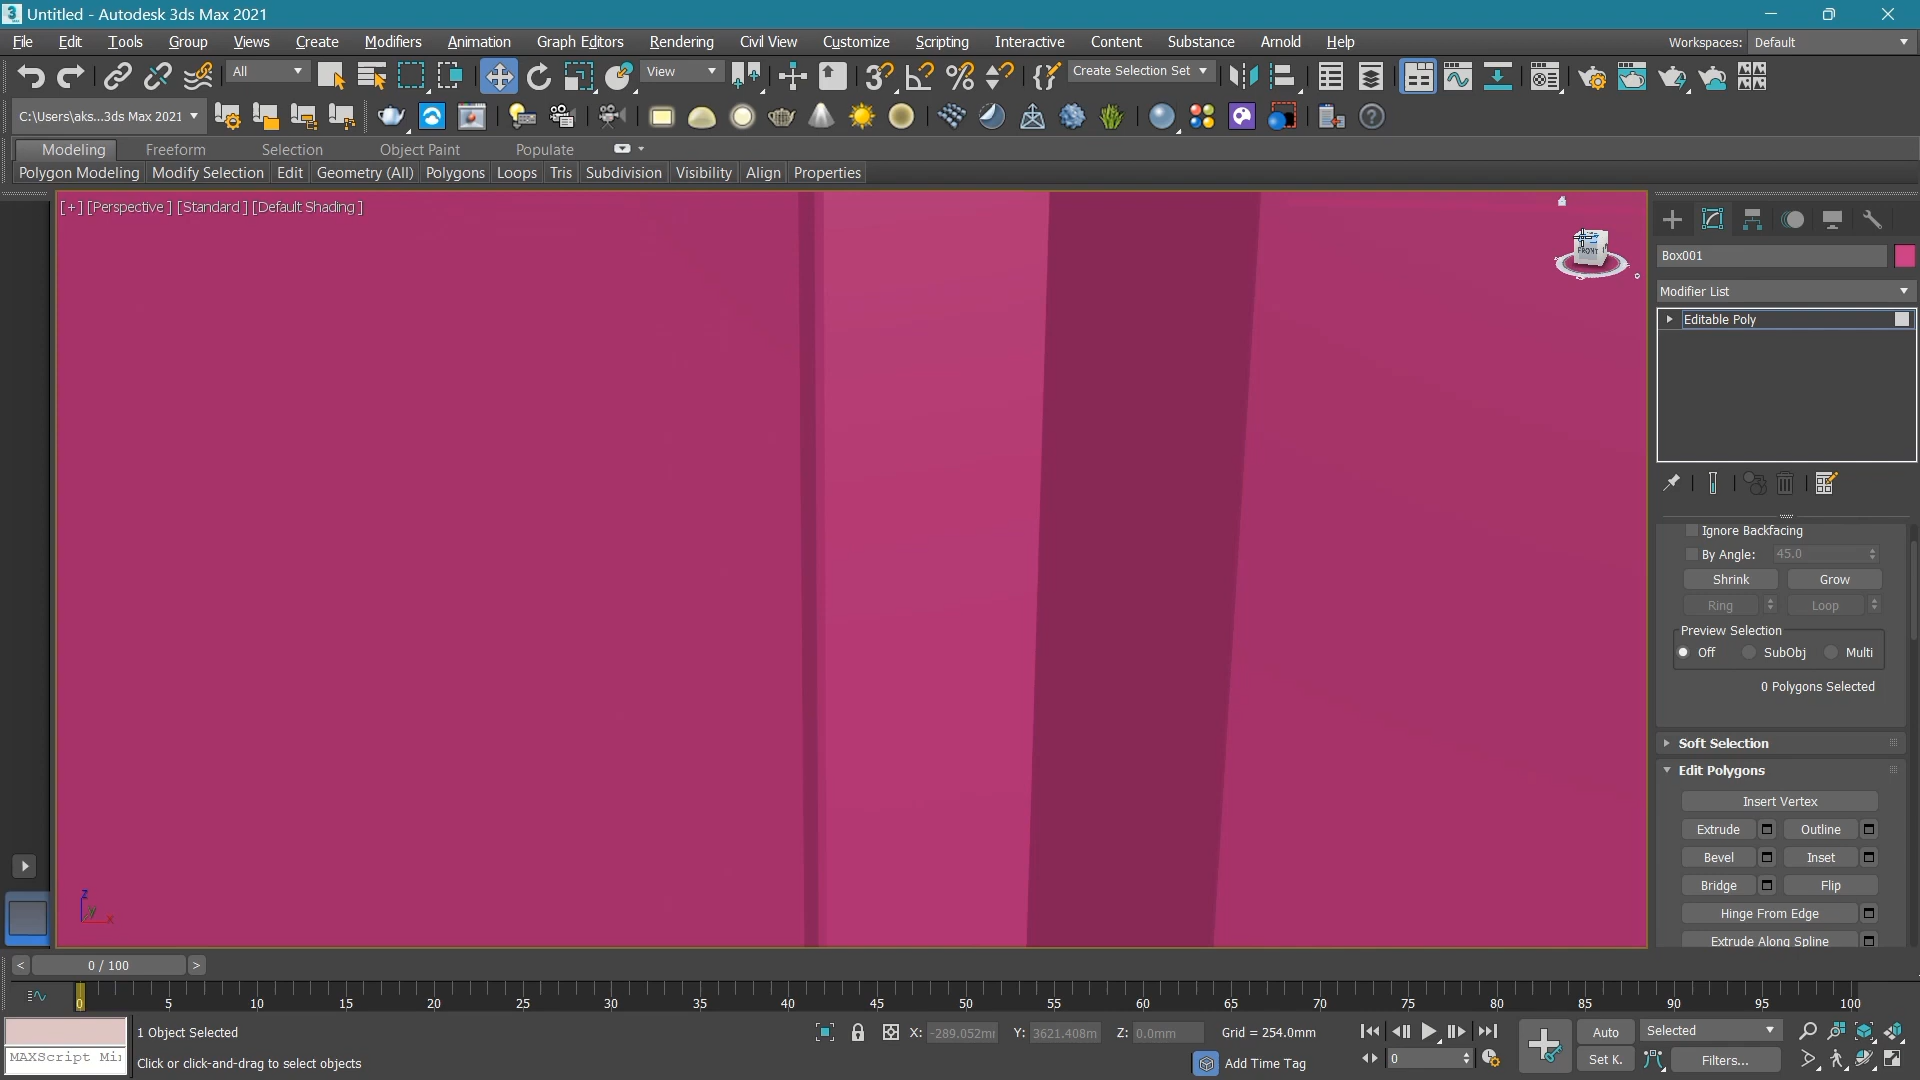 Untitled - Autodesk 3ds Max 2021
File Edit Tools Group Views Create Modifiers Animation Graph Editors Rendering Civil View Customize Scripting Interactive Content Substance Arnold Help Workspaces: Default
All View Create Selection Set
C:\Users\aks...3ds Max 2021
Modeling Freeform Selection Object Paint Populate
Polygon Modeling Modify Selection Edit Geometry (All) Polygons Loops Tris Subdivision Visibility Align Properties
[+] [Perspective ] [Standard ] [Default Shading ]
FRONT
Box001
Modifier List
Editable Poly
Ignore Backfacing
By Angle: 45.0
Shrink Grow
Ring Loop
Preview Selection
Off SubObj Multi
0 Polygons Selected
Soft Selection
Edit Polygons
Insert Vertex
Extrude Outline
Bevel Inset
Bridge Flip
Hinge From Edge
Extrude Along Spline
z
y x
< 0 / 100 >
0 5 10 15 20 25 30 35 40 45 50 55 60 65 70 75 80 85 90 95 100
1 Object Selected X: -289.052mm Y: 3621.408m Z: 0.0mm Grid = 254.0mm Auto Selected
MAXScript Mi: Click or click-and-drag to select objects Add Time Tag 0 Set K. Filters...